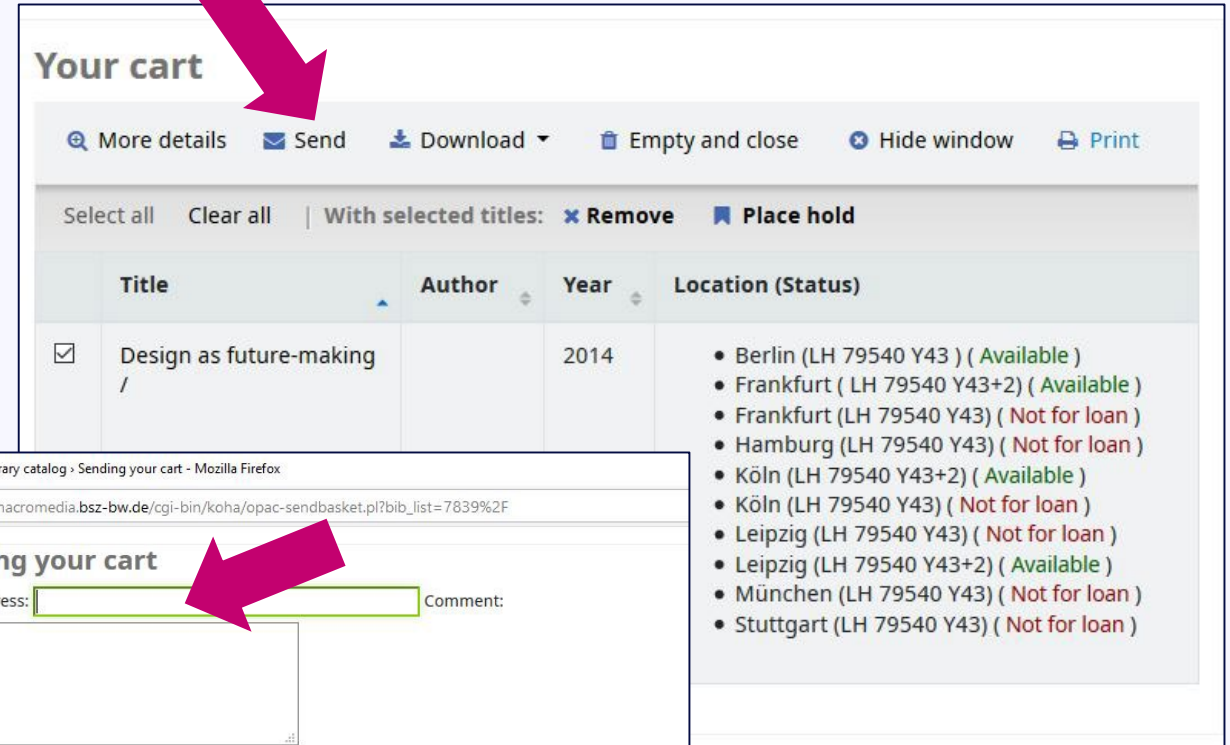 Your cart
More details Send Download Empty and close Hide window Print
Select all Clear all | With selected titles: Remove Place hold
Title Author Year Location (Status)
Design as future-making 2014
/
• Berlin (LH 79540 Y43 ) ( Available )
• Frankfurt ( LH 79540 Y43+2) ( Available )
• Frankfurt (LH 79540 Y43) ( Not for loan )
• Hamburg (LH 79540 Y43) ( Not for loan )
• Köln (LH 79540 Y43+2) ( Available )
• Köln (LH 79540 Y43) ( Not for loan )
• Leipzig (LH 79540 Y43) ( Not for loan )
• Leipzig (LH 79540 Y43+2) ( Available )
• München (LH 79540 Y43) ( Not for loan )
• Stuttgart (LH 79540 Y43) ( Not for loan )
rary catalog › Sending your cart - Mozilla Firefox
macromedia.bsz-bw.de/cgi-bin/koha/opac-sendbasket.pl?bib_list=7839%2F
ng your cart
ress: Comment: